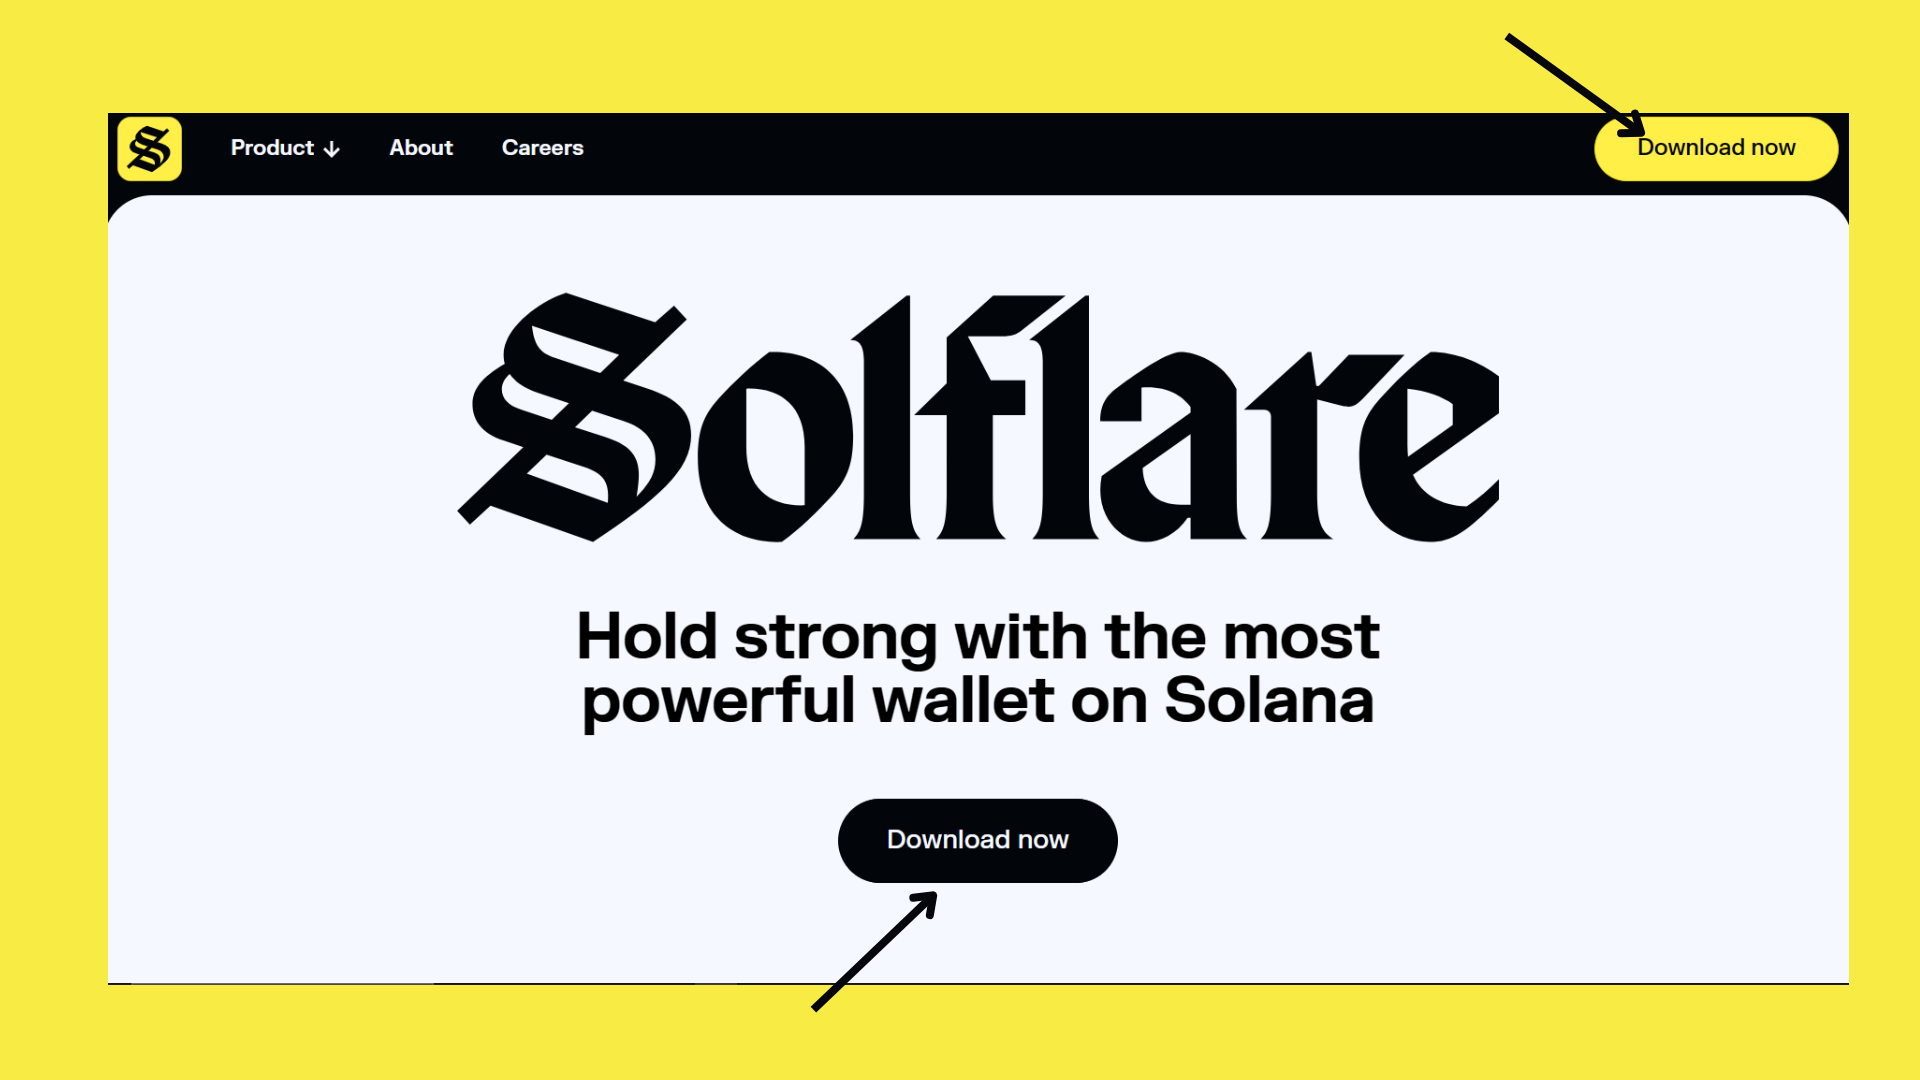 Product ↓ About Careers Download now
Solflare
Hold strong with the most
powerful wallet on Solana
Download now